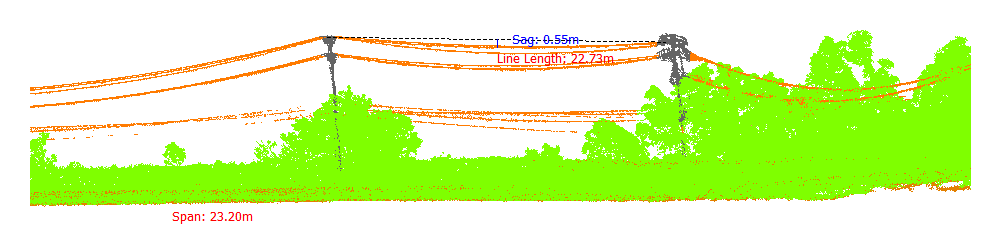 Sag: 0.55m
Line Length: 22.73m
Span: 23.20m